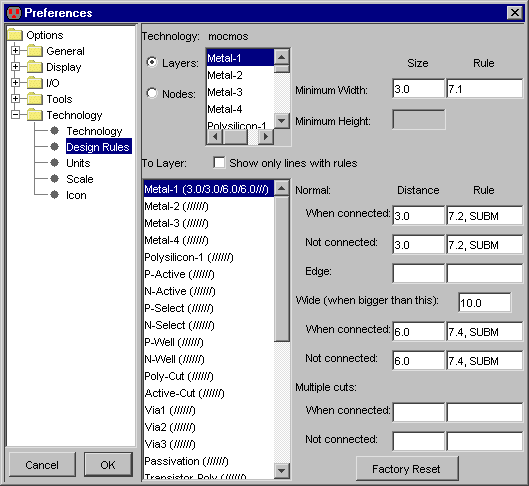 Preferences
Options
General
Display
I/O
Tools
Technology
Technology
Design Rules
Units
Scale
Icon
Cancel
OK
Technology: mocmos
Layers:
Nodes:
Metal-1
Metal-2
Metal-3
Metal-4
Polysilicon-1
Size Rule
Minimum Width: 3.0 7.1
Minimum Height:
To Layer: Show only lines with rules
Metal-1 (3.0/3.0/6.0/6.0///)
Metal-2 (//////)
Metal-3 (//////)
Metal-4 (//////)
Polysilicon-1 (//////)
P-Active (//////)
N-Active (//////)
P-Select (//////)
N-Select (//////)
P-Well (//////)
N-Well (//////)
Poly-Cut (//////)
Active-Cut (//////)
Via1 (//////)
Via2 (//////)
Via3 (//////)
Passivation (//////)
Transistor-Poly (//////)
Normal: Distance Rule
When connected: 3.0 7.2, SUBM
Not connected: 3.0 7.2, SUBM
Edge:
Wide (when bigger than this): 10.0
When connected: 6.0 7.4, SUBM
Not connected: 6.0 7.4, SUBM
Multiple cuts:
When connected:
Not connected:
Factory Reset